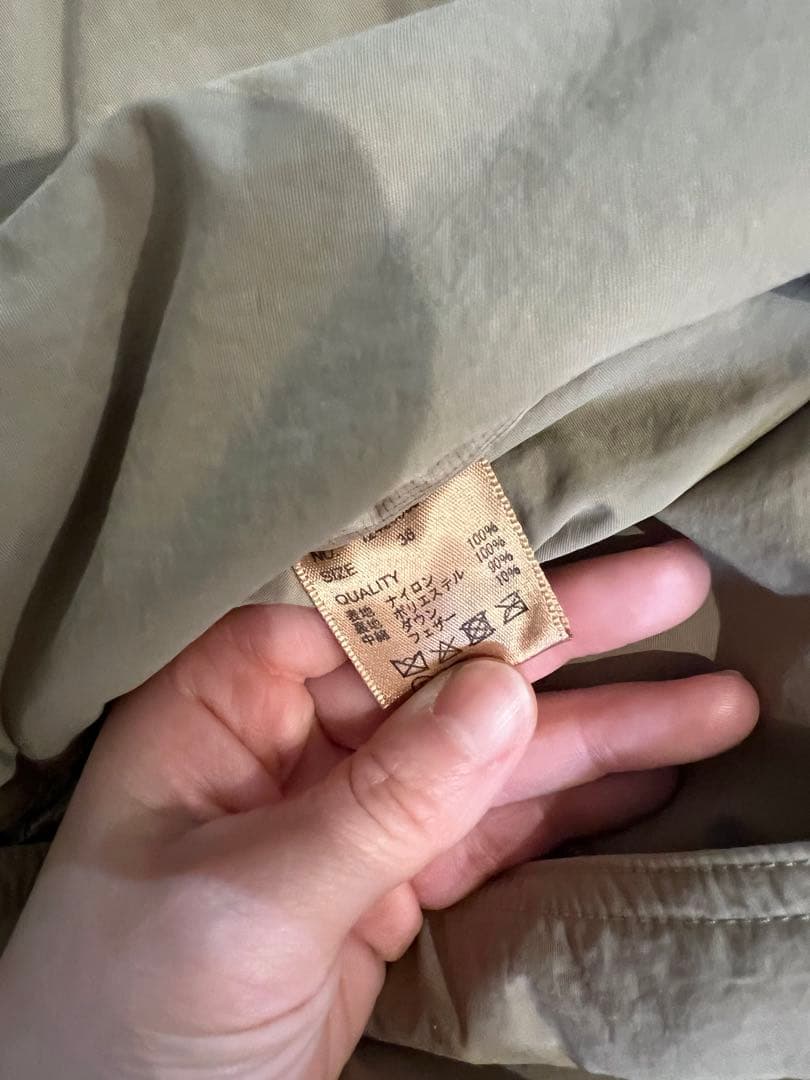 NO.
SIZE 38
QUALITY
表地 ナイロン 100%
裏地 ポリエステル 100%
中綿 ダウン 90%
フェザー 10%